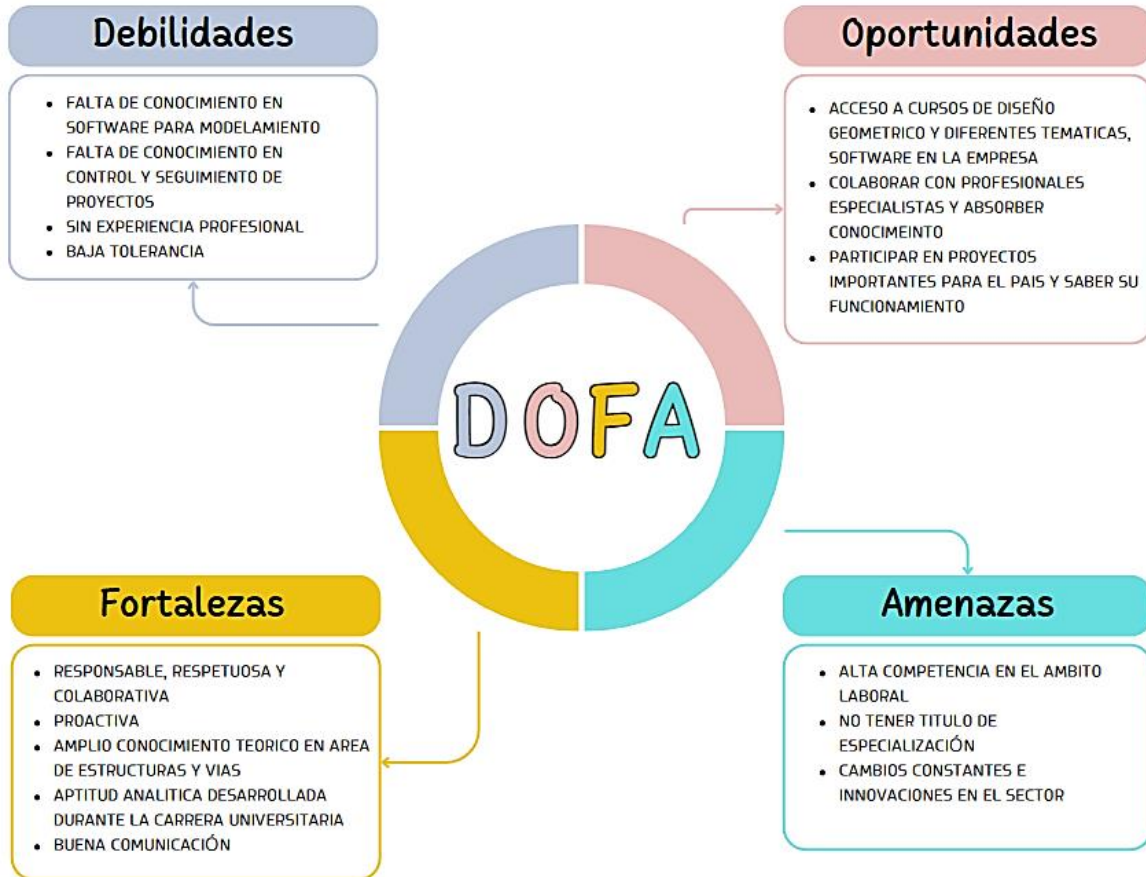 Debilidades
• FALTA DE CONOCIMIENTO EN
SOFTWARE PARA MODELAMIENTO
• FALTA DE CONOCIMIENTO EN
CONTROL Y SEGUIMIENTO DE
PROYECTOS
• SIN EXPERIENCIA PROFESIONAL
• BAJA TOLERANCIA
Oportunidades
• ACCESO A CURSOS DE DISEÑO
GEOMETRICO Y DIFERENTES TEMATICAS,
SOFTWARE EN LA EMPRESA
• COLABORAR CON PROFESIONALES
ESPECIALISTAS Y ABSORBER
CONOCIMEINTO
• PARTICIPAR EN PROYECTOS
IMPORTANTES PARA EL PAIS Y SABER SU
FUNCIONAMIENTO
DOFA
Fortalezas
• RESPONSABLE, RESPETUOSA Y
COLABORATIVA
• PROACTIVA
• AMPLIO CONOCIMIENTO TEORICO EN AREA
DE ESTRUCTURAS Y VIAS
• APTITUD ANALITICA DESARROLLADA
DURANTE LA CARRERA UNIVERSITARIA
• BUENA COMUNICACIÓN
Amenazas
• ALTA COMPETENCIA EN EL AMBITO
LABORAL
• NO TENER TITULO DE
ESPECIALIZACIÓN
• CAMBIOS CONSTANTES E
INNOVACIONES EN EL SECTOR